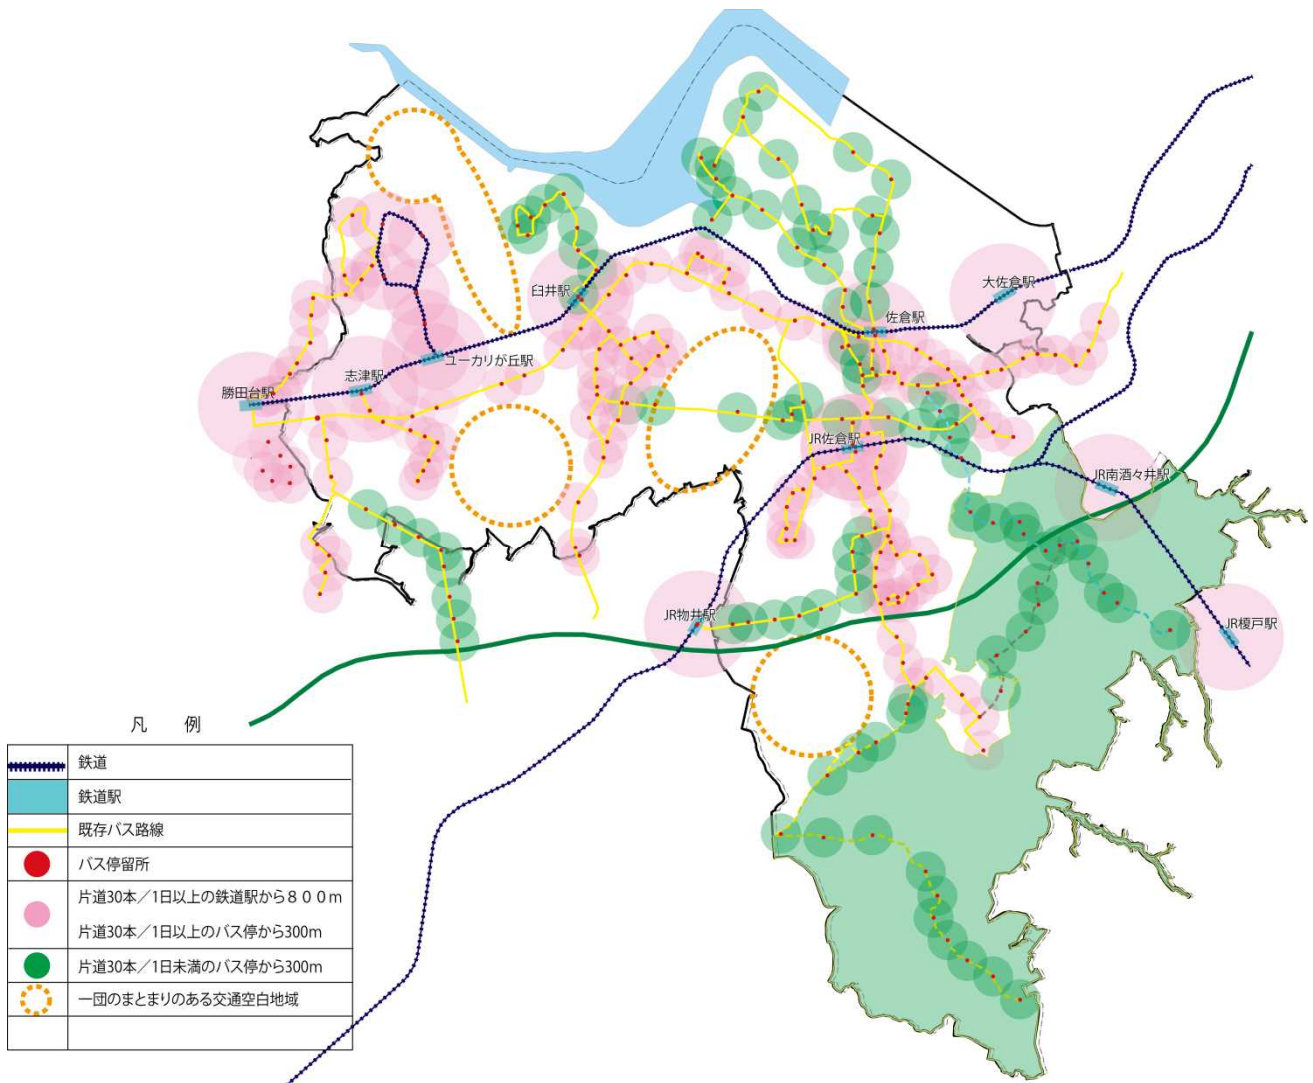 大佐倉駅
臼井駅
佐倉駅
ユーカリが丘駅
志津駅
勝田台駅
JR佐倉駅
JR南酒々井駅
JR物井駅
JR榎戸駅
凡 例
鉄道
鉄道駅
既存バス路線
バス停留所
片道30本／1日以上の鉄道駅から８００m
片道30本／1日以上のバス停から300m
片道30本／1日未満のバス停から300m
一団のまとまりのある交通空白地域